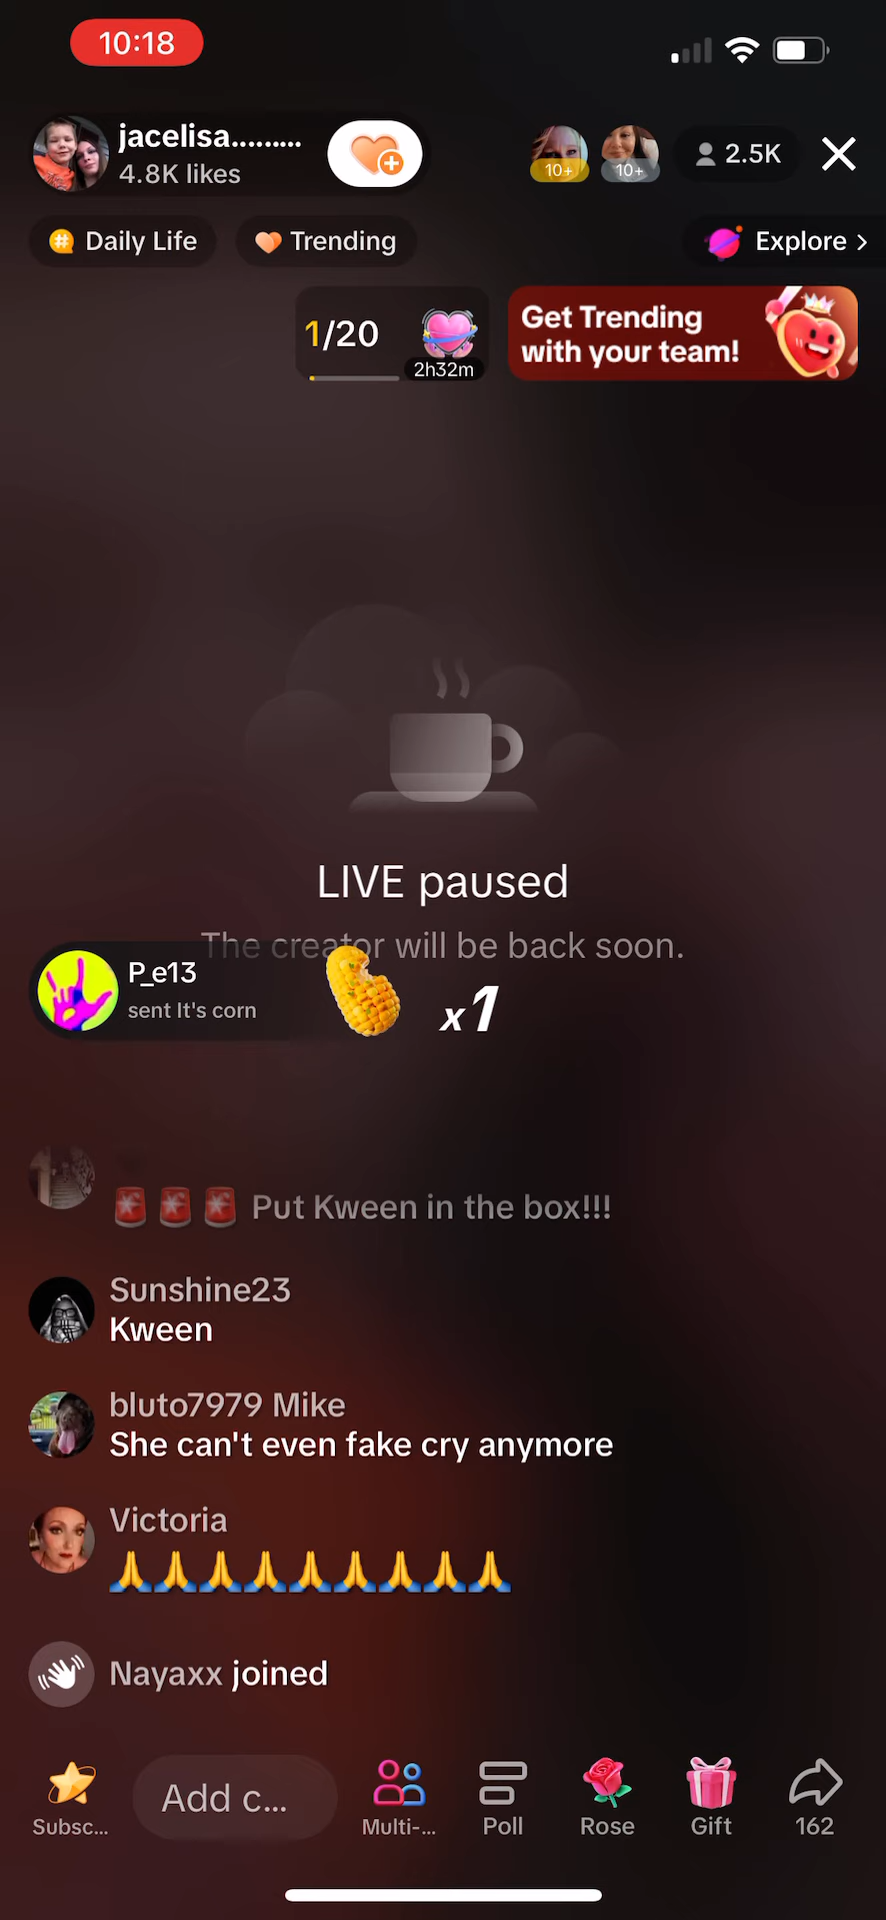 10:18
jacelisa.........
4.8K likes
10+
10+
2.5K
Daily Life
Trending
Explore >
1/20
2h32m
Get Trending
with your team!
LIVE paused
The creator will be back soon.
P_e13
sent It's corn
x1
🚨🚨🚨 Put Kween in the box!!!
Sunshine23
Kween
bluto7979 Mike
She can't even fake cry anymore
Victoria
🙏🙏🙏🙏🙏🙏🙏🙏🙏
Nayaxx joined
Subsc...
Add c...
Multi-...
Poll
Rose
Gift
162